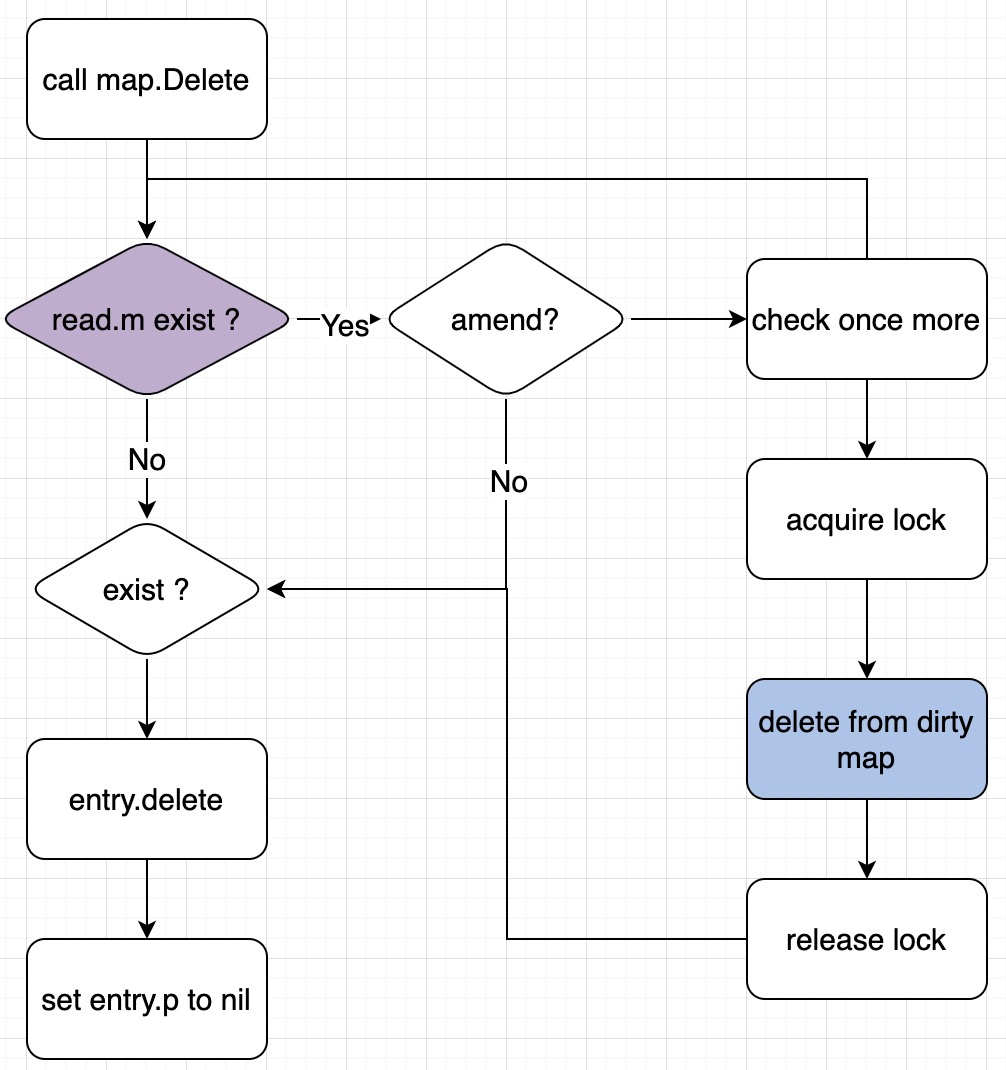 call map.Delete
read.m exist ?
Yes
amend?
check once more
No
No
acquire lock
exist ?
delete from dirty
map
entry.delete
release lock
set entry.p to nil